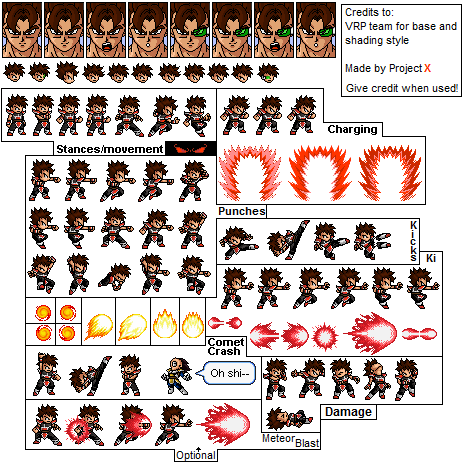 Credits to:
VRP team for base and
shading style
Made by Project X
Give credit when used!
Charging
Stances/movement
Punches
Kicks
Ki
Comet
Crash
Oh shi--
Damage
Meteor
Blast
Optional